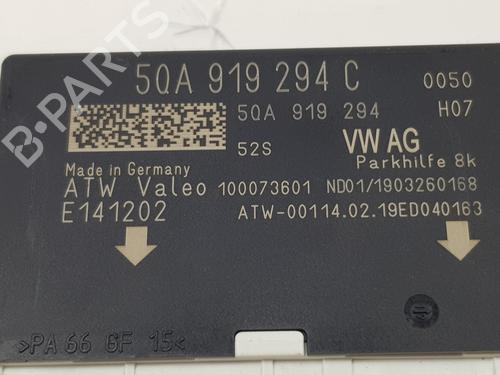 5QA 919 294 C 0050
5QA 919 294 H07
52S VW AG
Parkhilfe 8k
Made in Germany
ATW Valeo 100073601 ND01/1903260168
E141202 ATW-00114.02.19ED040163
>PA 66 GF 15<
B-PARTS